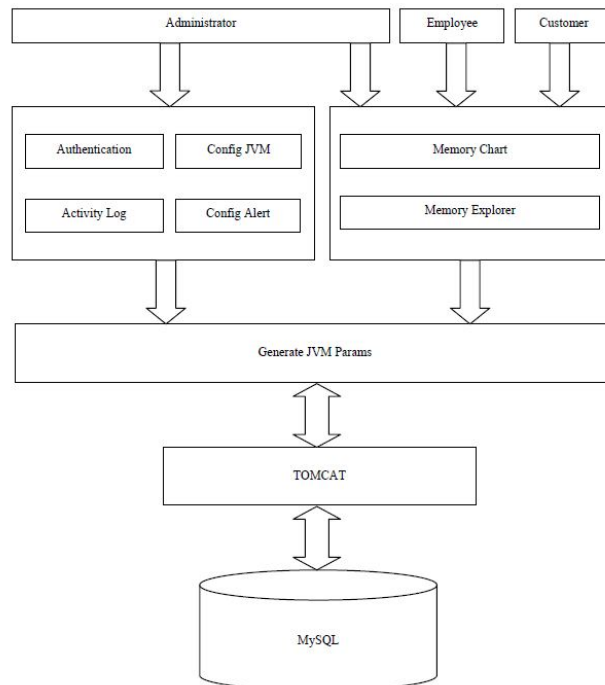 Administrator
Employee
Customer
Authentication
Config JVM
Memory Chart
Activity Log
Config Alert
Memory Explorer
Generate JVM Params
TOMCAT
MySQL